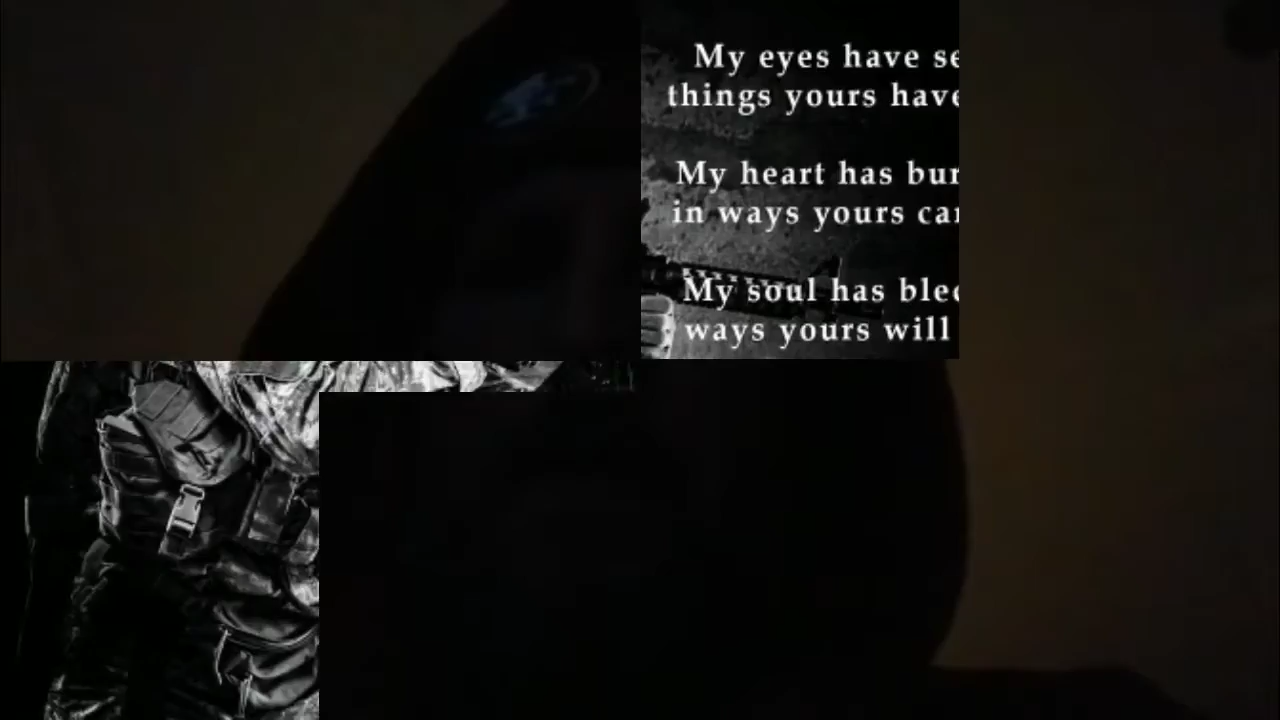 My eyes have se
things yours have
My heart has bur
in ways yours can
My soul has blee
ways yours will